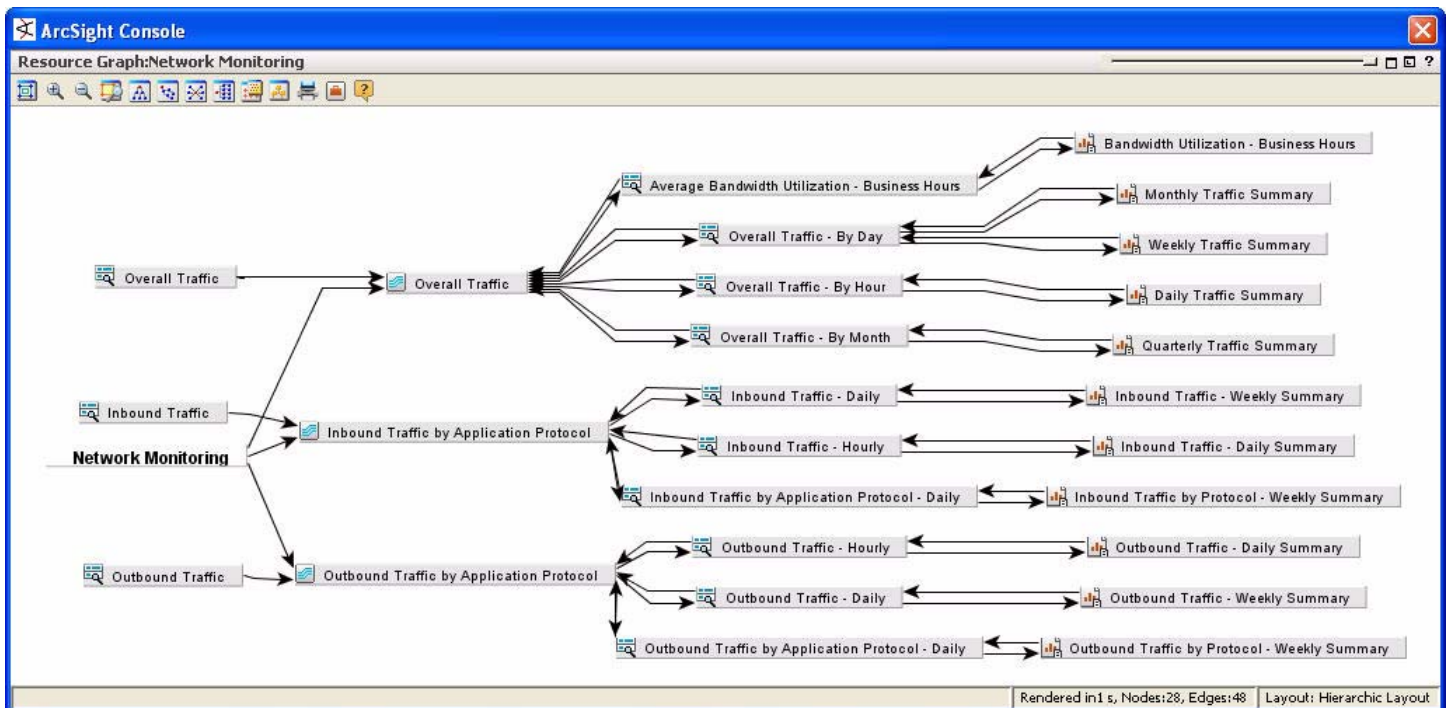 ArcSight Console
Resource Graph:Network Monitoring
?
?
Bandwidth Utilization - Business Hours
Average Bandwidth Utilization - Business Hours
Monthly Traffic Summary
Overall Traffic - By Day
Weekly Traffic Summary
Overall Traffic
Overall Traffic
Overall Traffic - By Hour
Daily Traffic Summary
Overall Traffic - By Month
Quarterly Traffic Summary
Inbound Traffic - Daily
Inbound Traffic - Weekly Summary
Inbound Traffic
Inbound Traffic by Application Protocol
Inbound Traffic - Hourly
Inbound Traffic - Daily Summary
Network Monitoring
Inbound Traffic by Application Protocol - Daily
Inbound Traffic by Protocol - Weekly Summary
Outbound Traffic - Hourly
Outbound Traffic - Daily Summary
Outbound Traffic
Outbound Traffic by Application Protocol
Outbound Traffic - Daily
Outbound Traffic - Weekly Summary
Outbound Traffic by Application Protocol - Daily
Outbound Traffic by Protocol - Weekly Summary
Rendered in1 s, Nodes:28, Edges:48
Layout: Hierarchic Layout